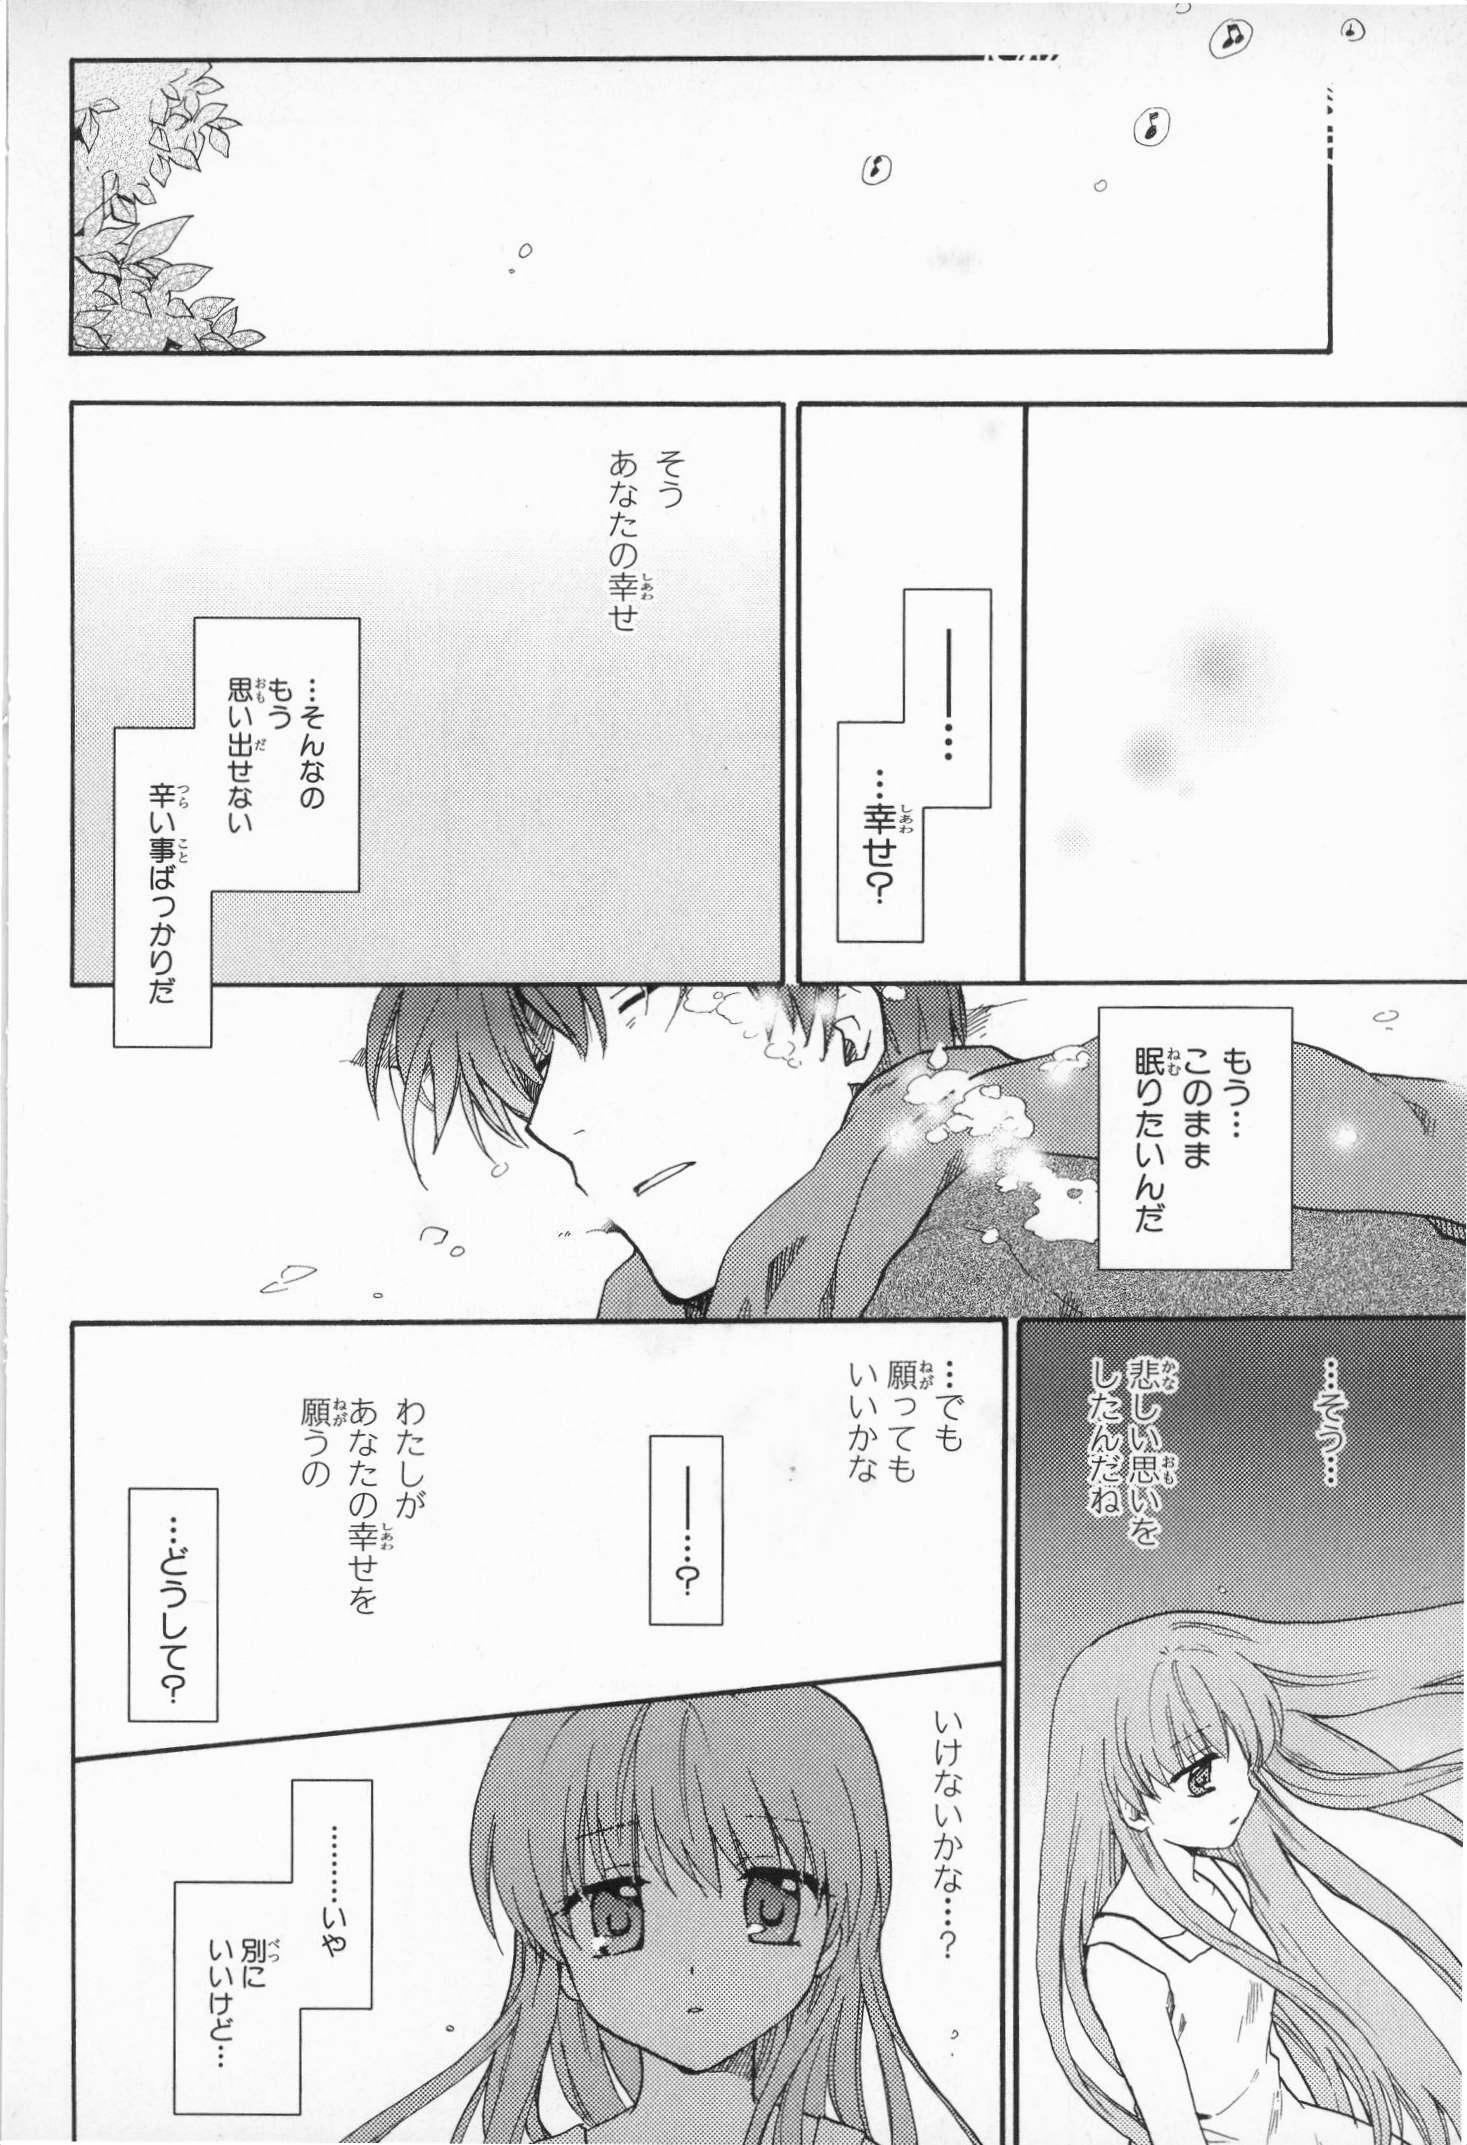 ――…
…幸せ？
そう
あなたの幸せ
…そんなの
もう
思い出せない
辛い事ばっかりだ
もう…
このまま
眠りたいんだ
…そう…
悲しい思いを
したんだね
…でも
願っても
いいかな
――…？
わたしが
あなたの幸せを
願うの
…どうして？
いけないかな…？
………いや
別に
いいけど…